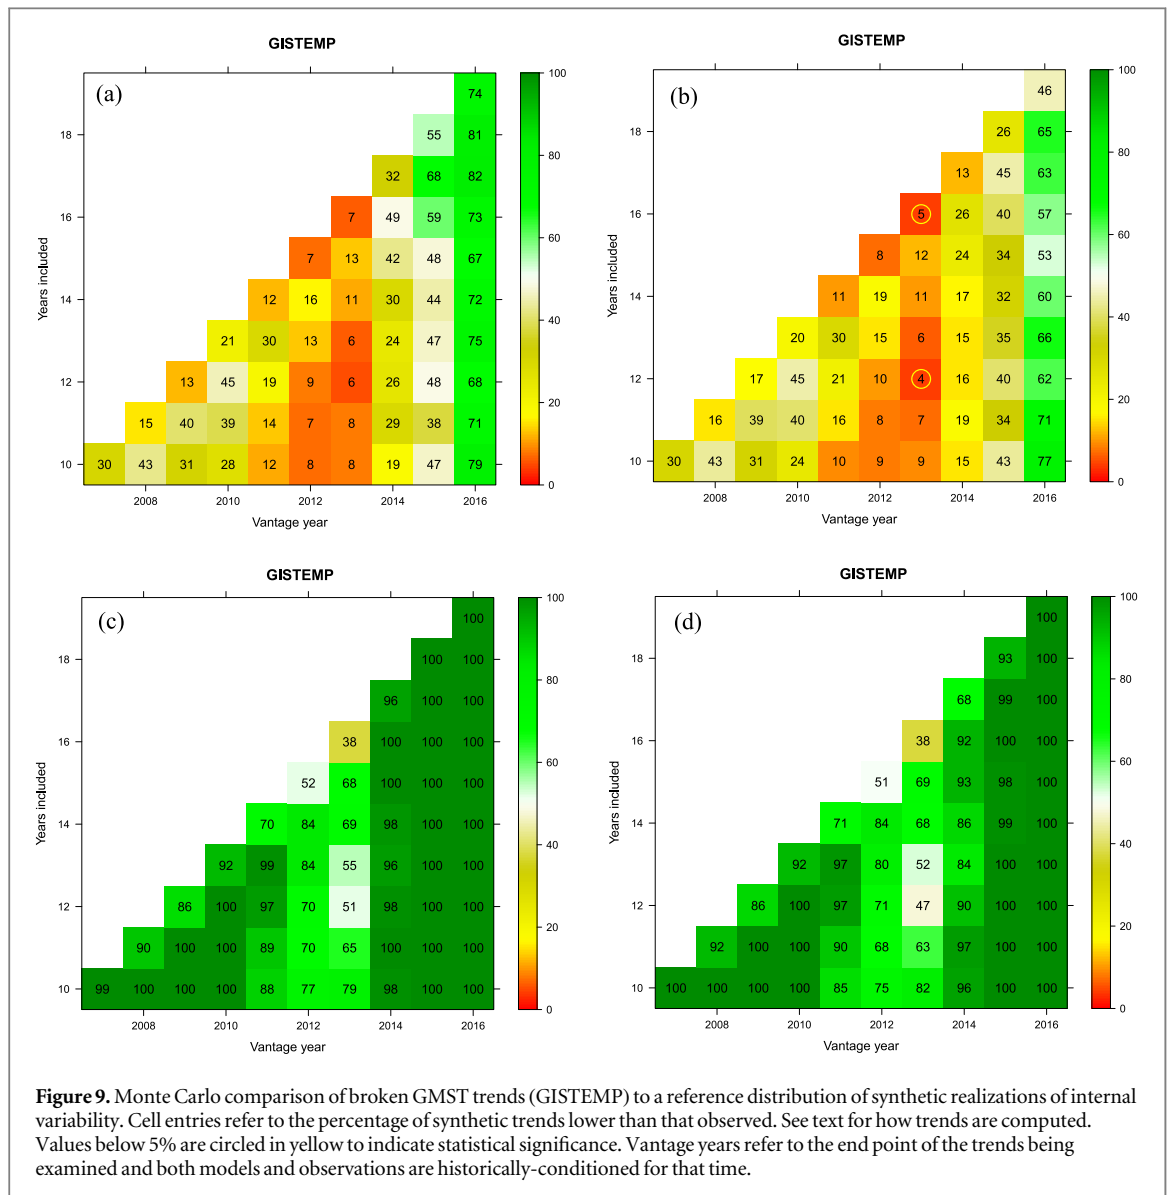 GISTEMP
(a)
74
18 55 81
32 68 82
16 7 49 59 73
7 13 42 48 67
14 12 16 11 30 44 72
21 30 13 6 24 47 75
12 13 45 19 9 6 26 48 68
15 40 39 14 7 8 29 38 71
10 30 43 31 28 12 8 8 19 47 79
2008 2010 2012 2014 2016
Vantage year
Years included
100
80
60
40
20
0
GISTEMP
(b)
46
18 26 65
13 45 63
16 5 26 40 57
8 12 24 34 53
14 11 19 11 17 32 60
20 30 15 6 15 35 66
12 17 45 21 10 4 16 40 62
16 39 40 16 8 7 19 34 71
10 30 43 31 24 10 9 9 15 43 77
2008 2010 2012 2014 2016
Vantage year
Years included
100
80
60
40
20
0
GISTEMP
(c)
100
18 100 100
96 100 100
16 38 100 100 100
52 68 100 100 100
14 70 84 69 98 100 100
92 99 84 55 96 100 100
12 86 100 97 70 51 98 100 100
90 100 100 89 70 65 100 100 100
10 99 100 100 100 88 77 79 98 100 100
2008 2010 2012 2014 2016
Vantage year
Years included
100
80
60
40
20
0
GISTEMP
(d)
100
18 93 100
68 99 100
16 38 92 100 100
51 69 93 98 100
14 71 84 68 86 99 100
92 97 80 52 84 100 100
12 86 100 97 71 47 90 100 100
92 100 100 90 68 63 97 100 100
10 100 100 100 100 85 75 82 96 100 100
2008 2010 2012 2014 2016
Vantage year
Years included
100
80
60
40
20
0
Figure 9. Monte Carlo comparison of broken GMST trends (GISTEMP) to a reference distribution of synthetic realizations of internal
variability. Cell entries refer to the percentage of synthetic trends lower than that observed. See text for how trends are computed.
Values below 5% are circled in yellow to indicate statistical significance. Vantage years refer to the end point of the trends being
examined and both models and observations are historically-conditioned for that time.